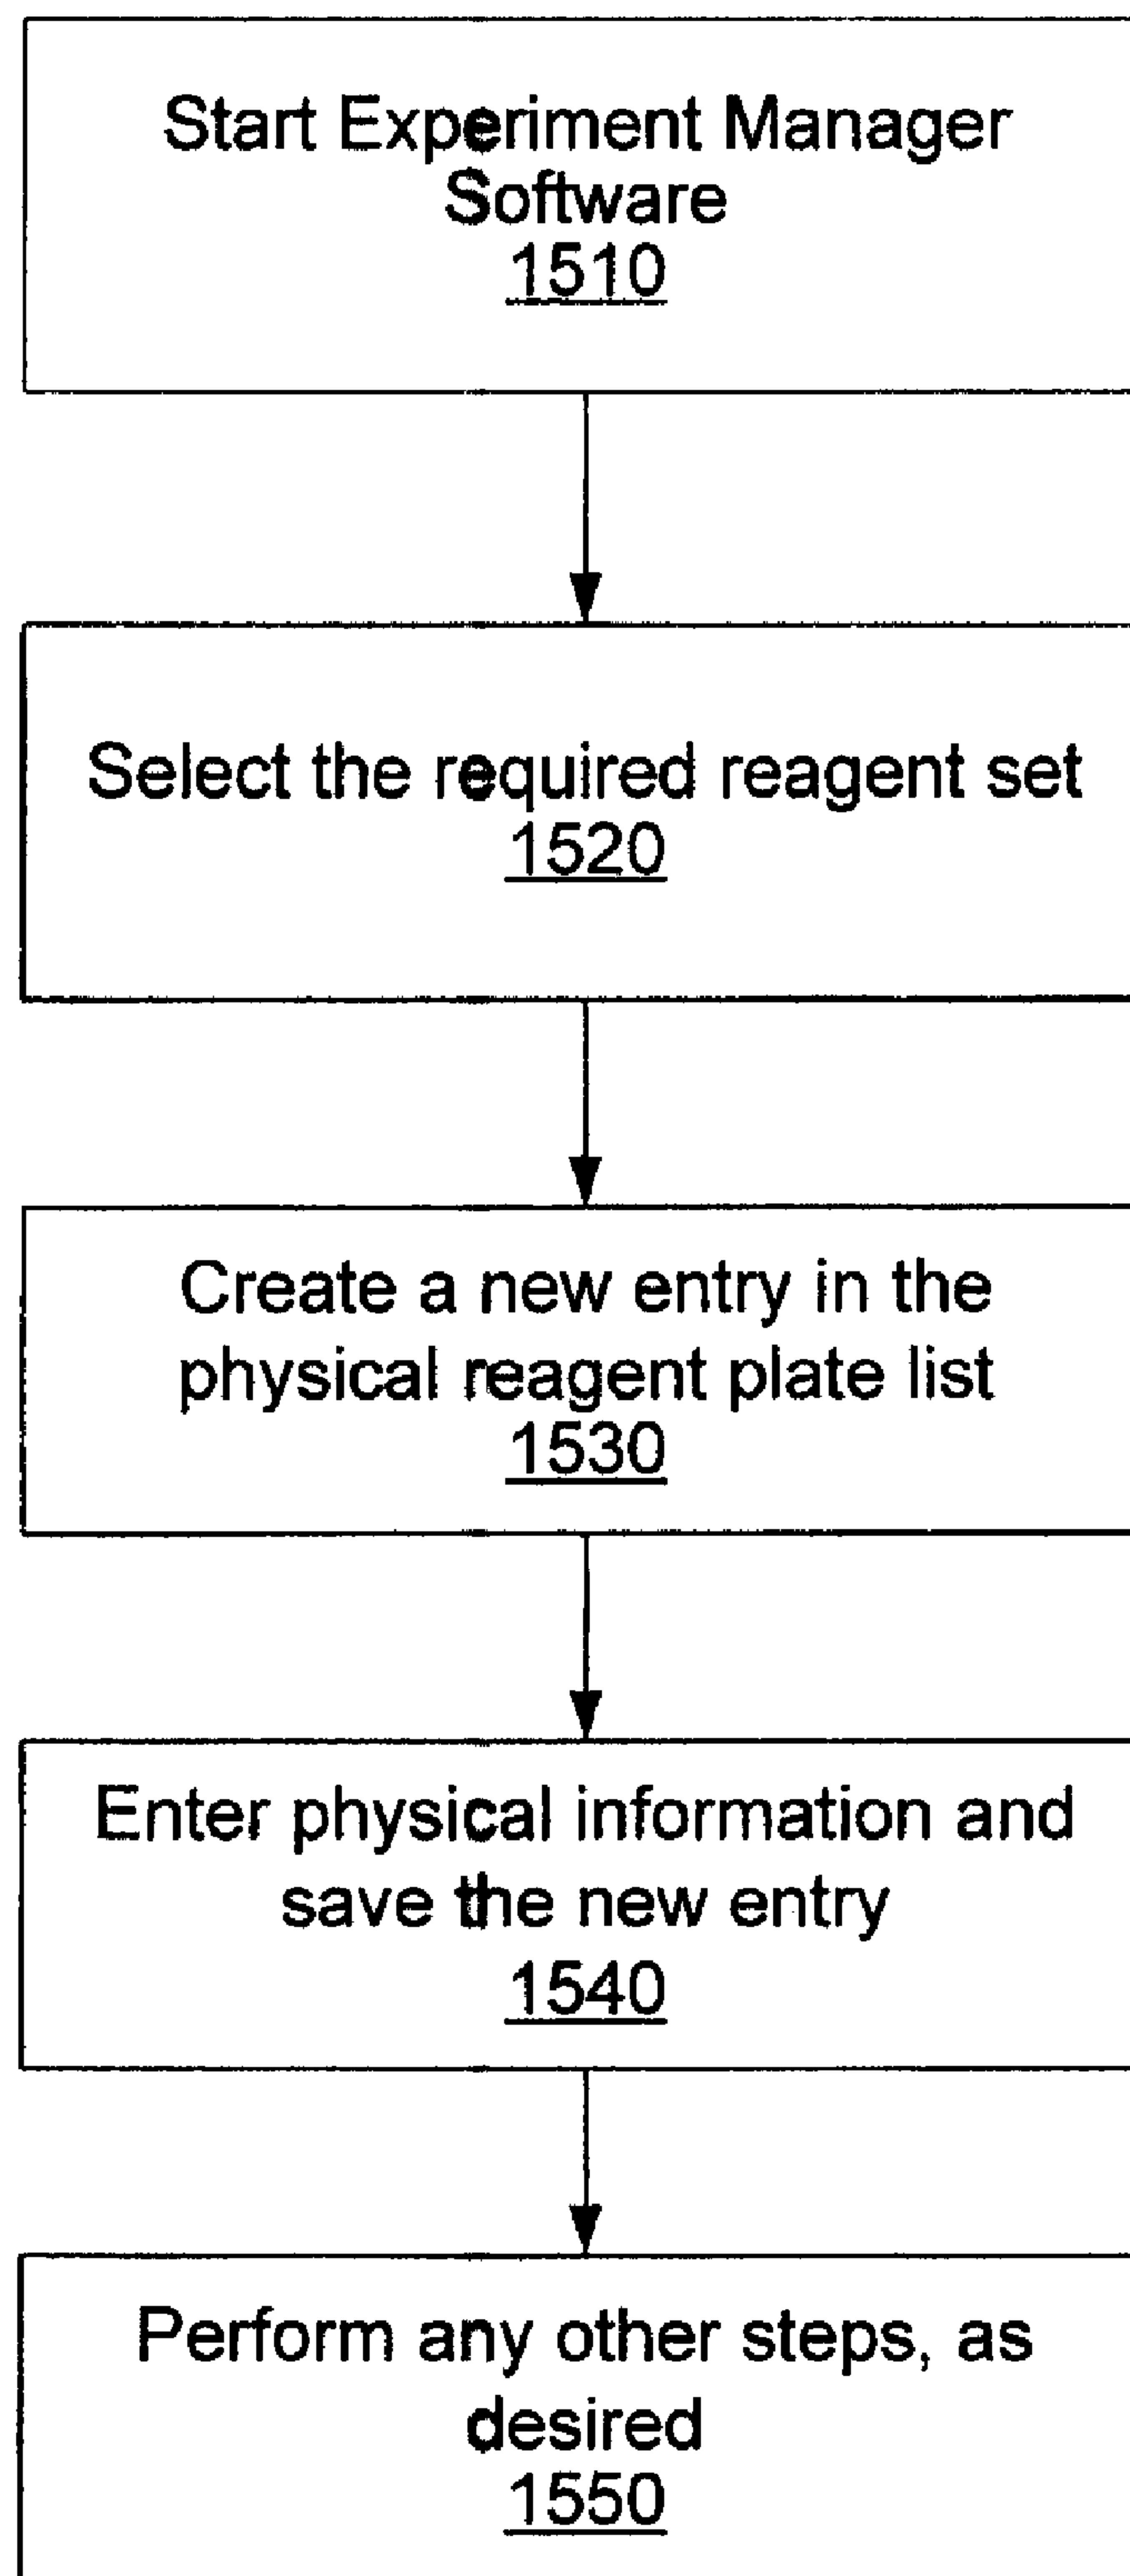 Start Experiment Manager
Software
1510
Select the required reagent set
1520
Create a new entry in the
physical reagent plate list
1530
Enter physical information and
save the new entry
1540
Perform any other steps, as
desired
1550